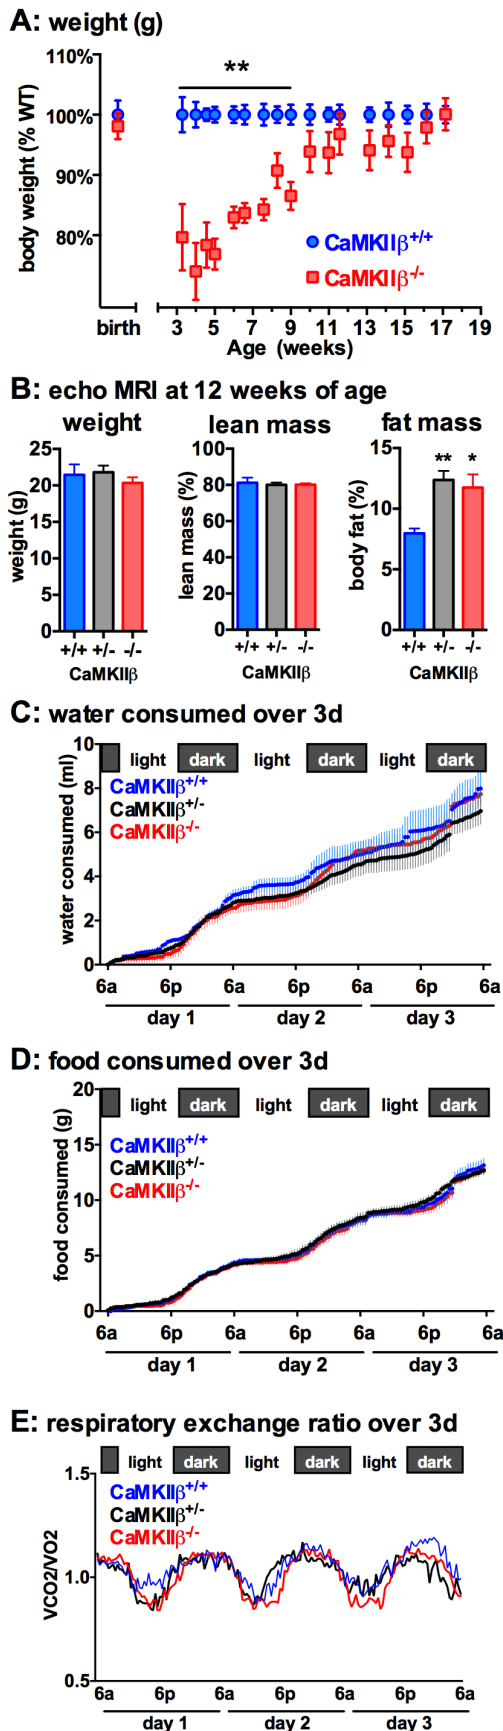 A: weight (g)
110%
100%
90%
80%
body weight (% WT)
**
CaMKIIβ+/+
CaMKIIβ-/-
birth
3 5 7 9 11 13 15 17 19
Age (weeks)
B: echo MRI at 12 weeks of age
weight
25
20
15
10
5
0
weight (g)
+/+ +/- -/-
CaMKIIβ
lean mass
100
80
60
40
20
0
lean mass (%)
+/+ +/- -/-
CaMKIIβ
fat mass
15
10
5
0
body fat (%)
** *
+/+ +/- -/-
CaMKIIβ
C: water consumed over 3d
10
8
6
4
2
0
water consumed (ml)
light dark light dark light dark
CaMKIIβ+/+
CaMKIIβ+/-
CaMKIIβ-/-
6a 6p 6a 6p 6a 6p 6a
day 1 day 2 day 3
D: food consumed over 3d
20
15
10
5
0
food consumed (g)
light dark light dark light dark
CaMKIIβ+/+
CaMKIIβ+/-
CaMKIIβ-/-
6a 6p 6a 6p 6a 6p 6a
day 1 day 2 day 3
E: respiratory exchange ratio over 3d
1.5
1.0
0.5
VCO2/VO2
light dark light dark light dark
CaMKIIβ+/+
CaMKIIβ+/-
CaMKIIβ-/-
6a 6p 6a 6p 6a 6p 6a
day 1 day 2 day 3